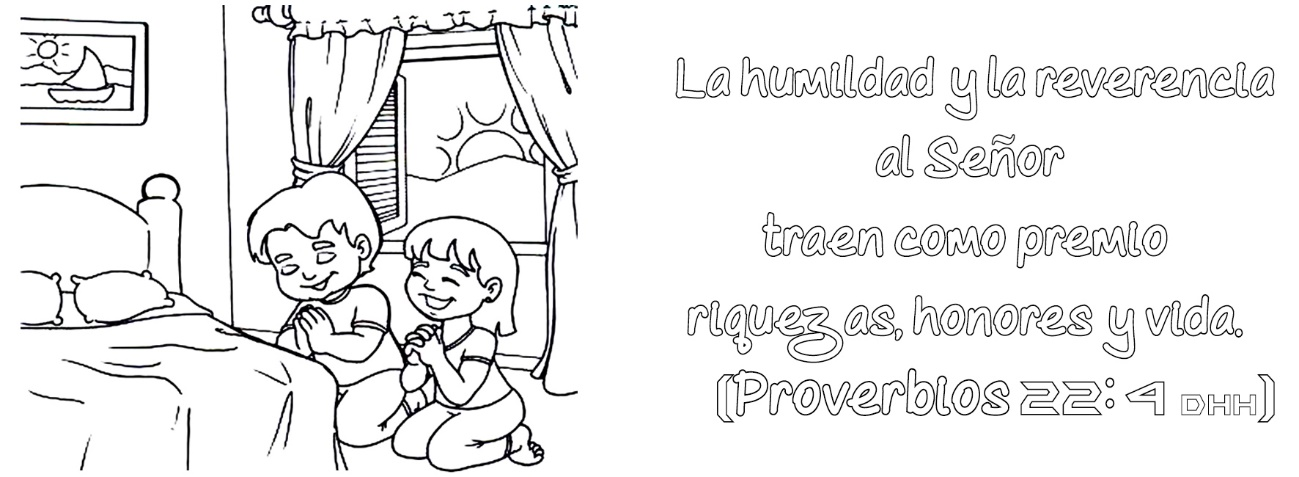 La humildad y la reverencia
al Señor
traen como premio
riquezas, honores y vida.
(Proverbios 22:4 DHH)